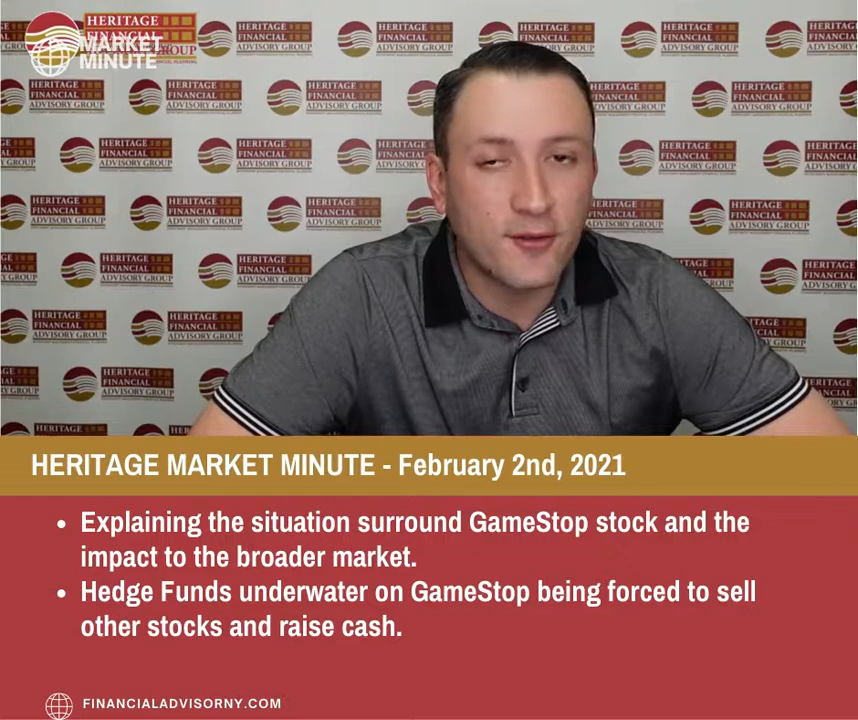 HERITAGE
FINANCIAL
ADVISORY GROUP
MARKET
MINUTE
HERITAGE MARKET MINUTE - February 2nd, 2021
• Explaining the situation surround GameStop stock and the
impact to the broader market.
• Hedge Funds underwater on GameStop being forced to sell
other stocks and raise cash.
FINANCIALADVISORNY.COM